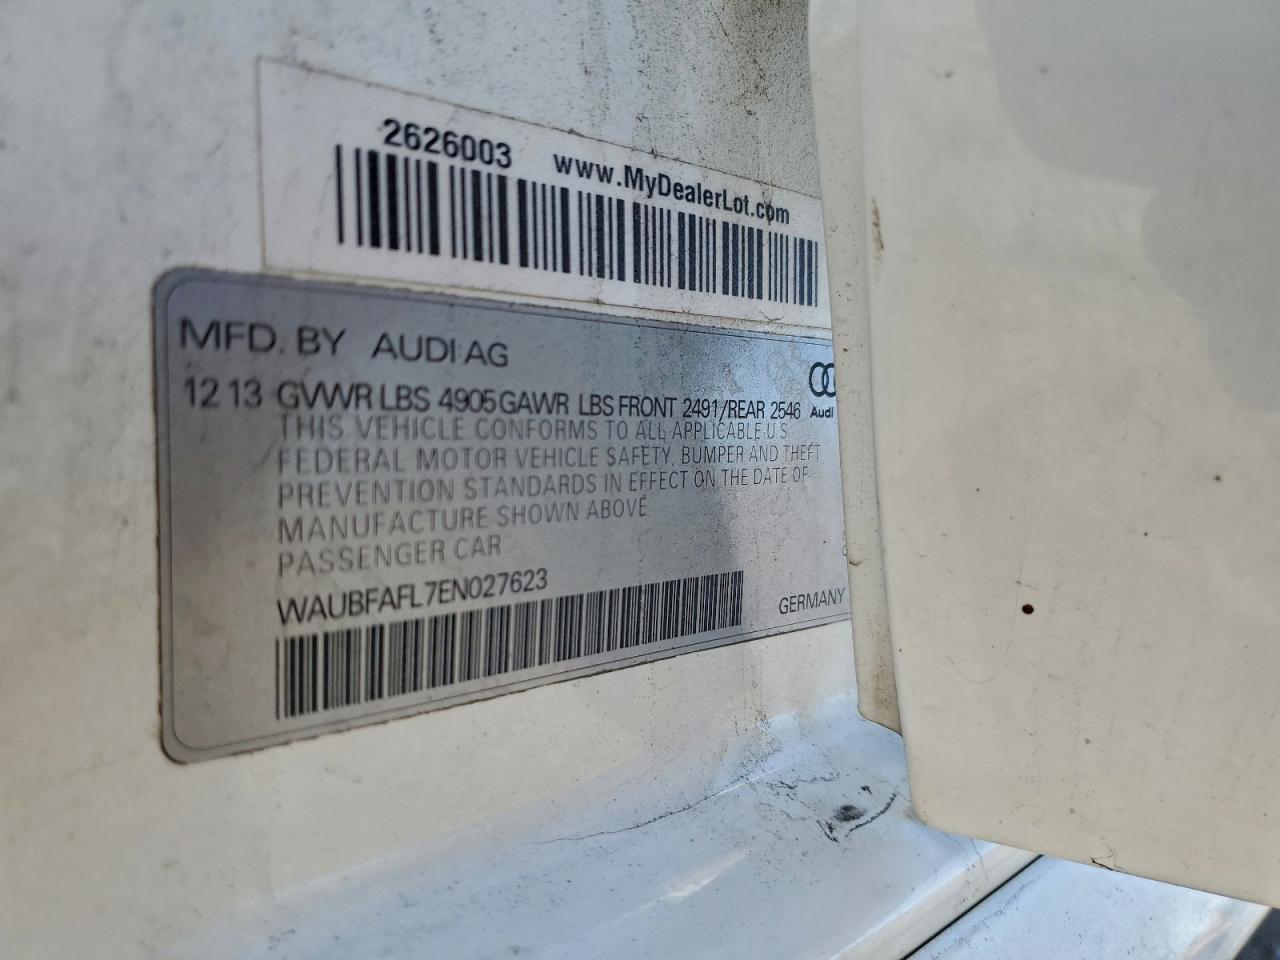 2626003 www.MyDealerLot.com
MFD. BY AUDI AG
12 13 GVWR LBS 4905 GAWR LBS FRONT 2491/REAR 2546
Audi
THIS VEHICLE CONFORMS TO ALL APPLICABLE U.S
FEDERAL MOTOR VEHICLE SAFETY, BUMPER AND THEFT
PREVENTION STANDARDS IN EFFECT ON THE DATE OF
MANUFACTURE SHOWN ABOVE
PASSENGER CAR
WAUBFAFL7EN027623
GERMANY